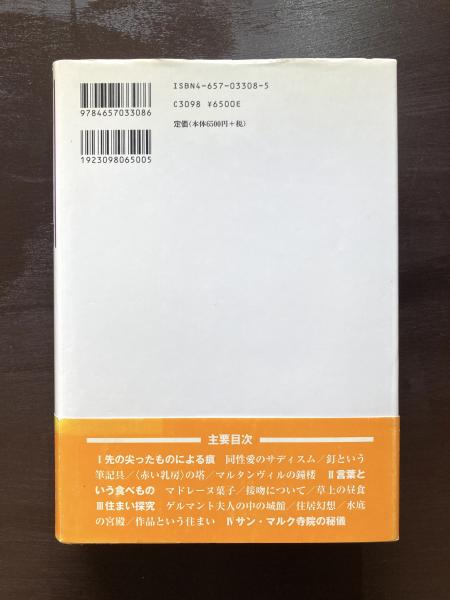 ISBN4-657-03308-5
C3098 ¥6500E
定価(本体6500円+税)
9784657033086
1923098065005
主要目次
Ⅰ先の尖ったものによる痕 同性愛のサディスム/釘という
筆記具/〈赤い乳房〉の塔/マルタンヴィルの鐘楼 Ⅱ言葉と
いう食べもの マドレーヌ菓子/接吻について/草上の昼食
Ⅲ住まい探究 ゲルマント夫人の中の城館/住居幻想/水底
の宮殿/作品という住まい Ⅳサン・マルク寺院の秘儀